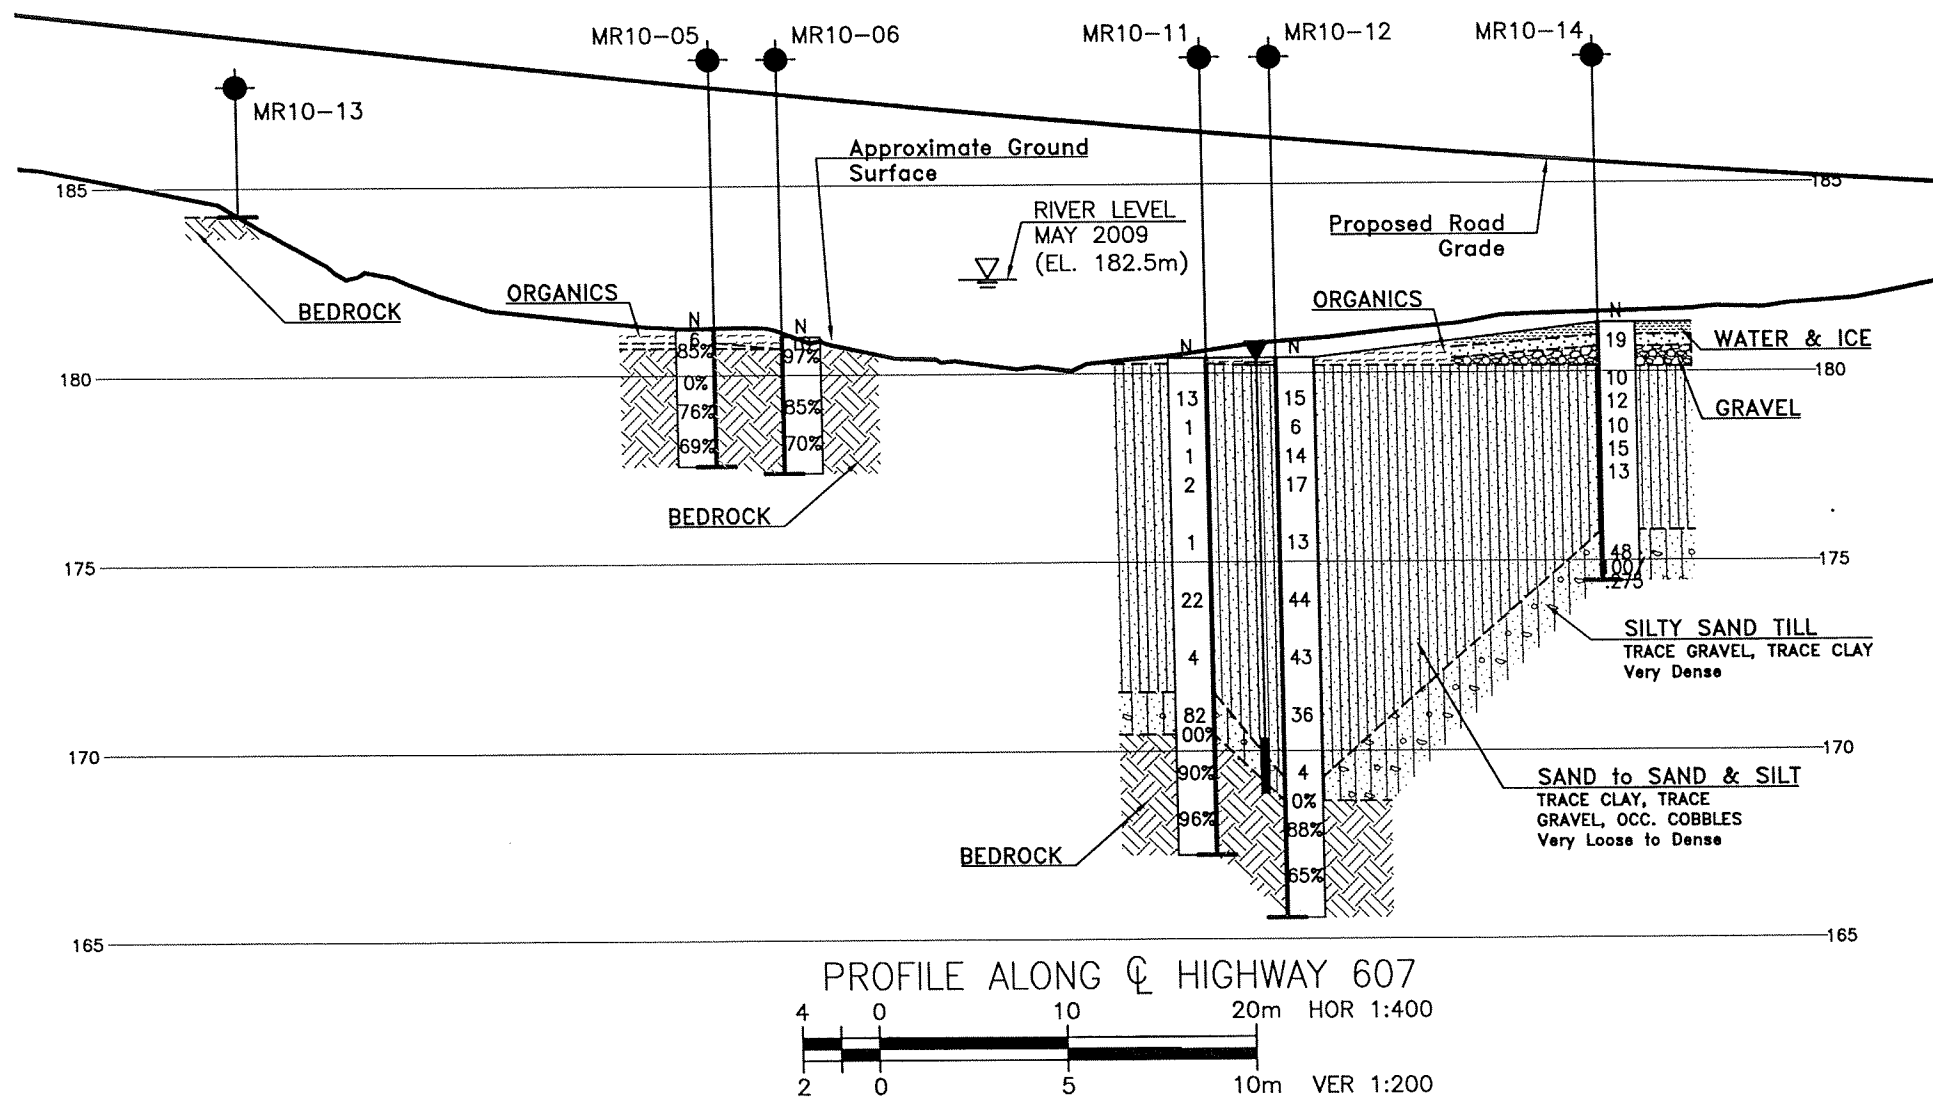 MR10-05
MR10-06
MR10-11
MR10-12
MR10-14
MR10-13
Approximate Ground
Surface
185
185
RIVER LEVEL
MAY 2009
(EL. 182.5m)
Proposed Road
Grade
BEDROCK
ORGANICS
ORGANICS
N
6
85%
0%
76%
69%
N
97%
85%
70%
BEDROCK
N
13
1
1
2
1
22
4
82
00%
90%
96%
N
15
6
14
17
13
44
43
36
4
0%
88%
65%
N
19
10
12
10
15
13
48
.275
WATER & ICE
GRAVEL
180
180
175
175
170
170
165
165
SILTY SAND TILL
TRACE GRAVEL, TRACE CLAY
Very Dense
SAND to SAND & SILT
TRACE CLAY, TRACE
GRAVEL, OCC. COBBLES
Very Loose to Dense
BEDROCK
PROFILE ALONG ℄ HIGHWAY 607
4 0 10 20m HOR 1:400
2 0 5 10m VER 1:200